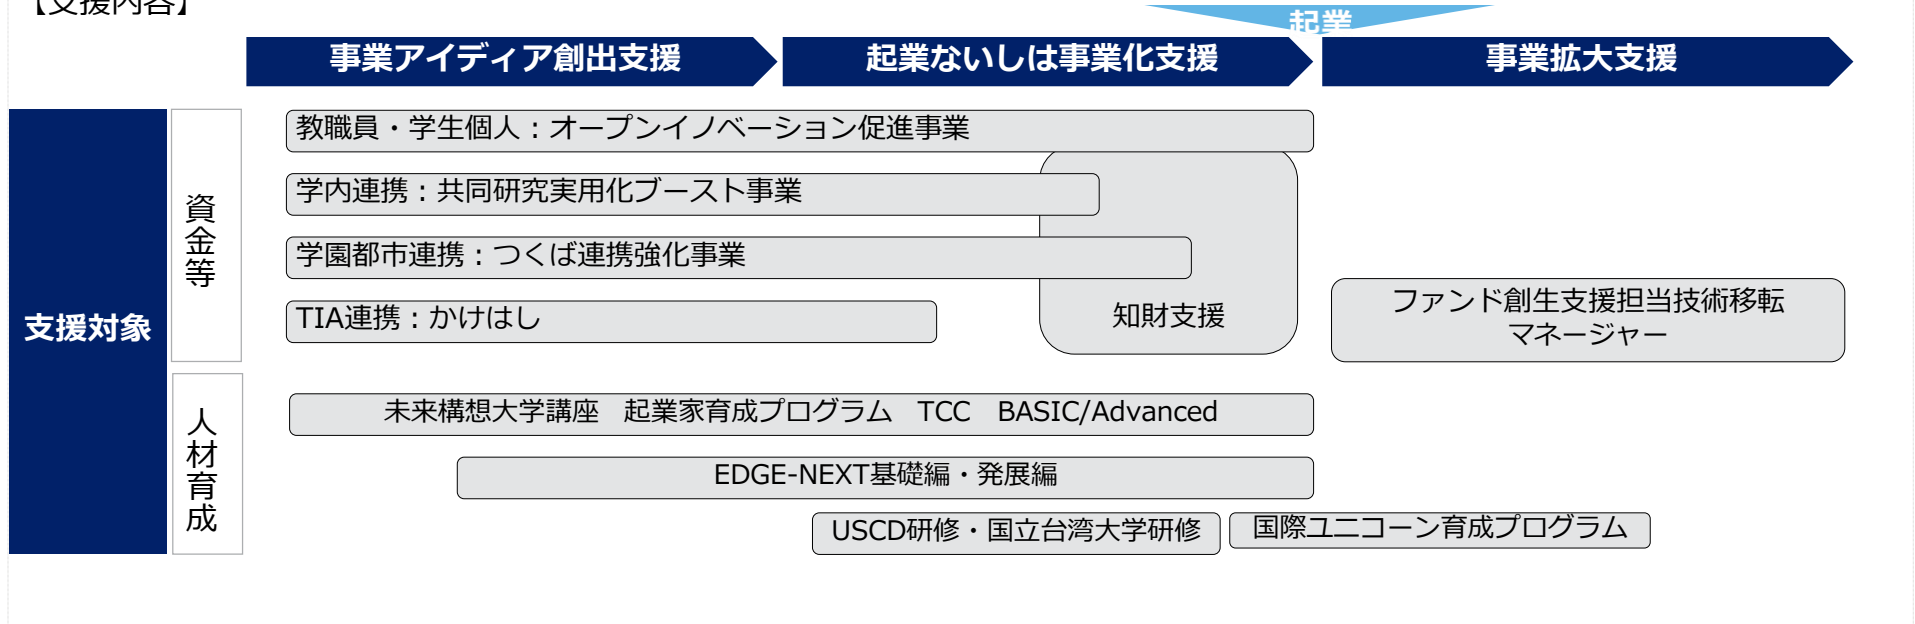 【支援内容】
起業
事業アイディア創出支援
起業ないしは事業化支援
事業拡大支援
支援対象
資金等
教職員・学生個人：オープンイノベーション促進事業
学内連携：共同研究実用化ブースト事業
学園都市連携：つくば連携強化事業
TIA連携：かけはし
知財支援
ファンド創生支援担当技術移転
マネージャー
人材育成
未来構想大学講座　起業家育成プログラム　TCC　BASIC/Advanced
EDGE-NEXT基礎編・発展編
USCD研修・国立台湾大学研修
国際ユニコーン育成プログラム